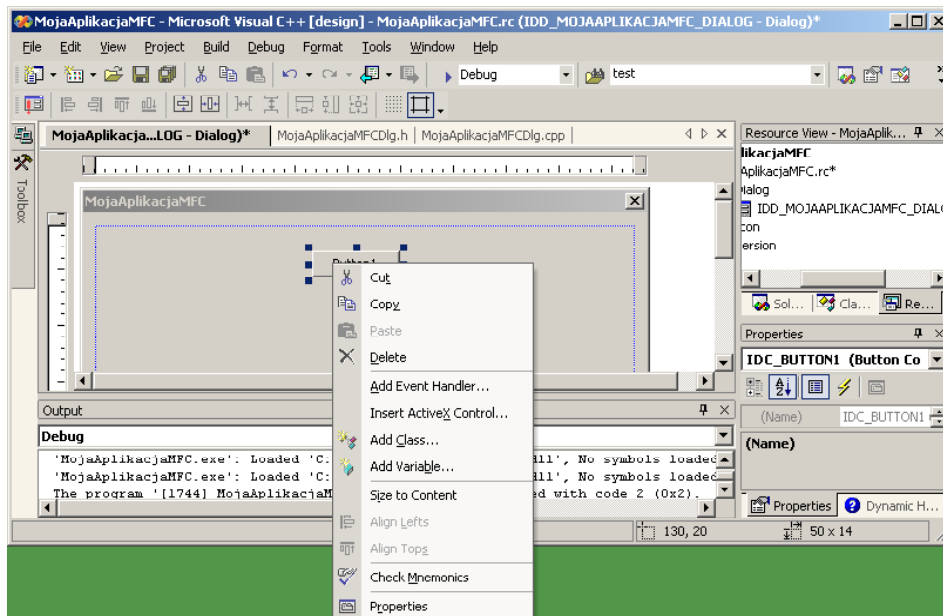 MojaAplikacjaMFC - Microsoft Visual C++ [design] - MojaAplikacjaMFC.rc (IDD_MOJAAPLIKACJAMFC_DIALOG - Dialog)*
File Edit View Project Build Debug Format Tools Window Help
Debug test
MojaAplikacja...LOG - Dialog)* MojaAplikacjaMFCDlg.h MojaAplikacjaMFCDlg.cpp
Resource View - MojaAplik...
likacjaMFC
AplikacjaMFC.rc*
ialog
IDD_MOJAAPLIKACJAMFC_DIAL
con
ersion
Toolbox
MojaAplikacjaMFC
Button1
Cut
Copy
Paste
Delete
Add Event Handler...
Insert ActiveX Control...
Add Class...
Add Variable...
Size to Content
Align Lefts
Align Tops
Check Mnemonics
Properties
Sol... Cla... Re...
Properties
IDC_BUTTON1 (Button Co
(Name) IDC_BUTTON1
(Name)
Properties Dynamic H...
Output
Debug
'MojaAplikacjaMFC.exe': Loaded 'C: dll', No symbols loaded
'MojaAplikacjaMFC.exe': Loaded 'C: dll', No symbols loaded
The program '[1744] MojaAplikacjaM ed with code 2 (0x2).
130, 20 50 x 14